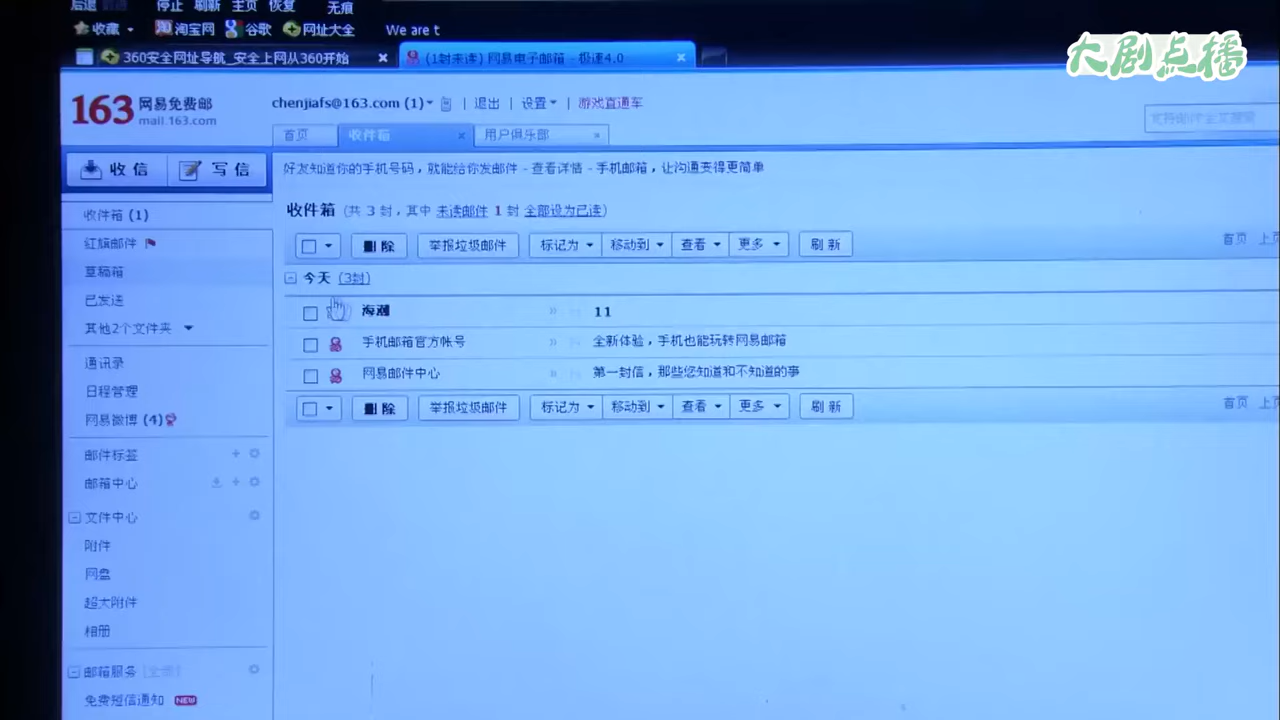 后退 停止 刷新 主页 恢复 无痕
收藏 淘宝网 谷歌 网址大全 We are t
大剧点播
360安全网址导航_安全上网从360开始 (1封未读) 网易电子邮箱 - 极速4.0
163 网易免费邮
mail.163.com
chenjiafs@163.com (1) | 退出 | 设置 | 游戏直通车
首页 收件箱 用户俱乐部
收信 写信
好友知道你的手机号码，就能给你发邮件 - 查看详情 - 手机邮箱，让沟通变得更简单
收件箱 (1)
红旗邮件
草稿箱
已发送
其他2个文件夹
通讯录
日程管理
网易微博 (4)
邮件标签
邮箱中心
文件中心
附件
网盘
超大附件
相册
邮箱服务
免费短信通知 NEW
收件箱 (共 3 封，其中 未读邮件 1 封 全部设为已读)
删除 举报垃圾邮件 标记为 移动到 查看 更多 刷新 首页 上页
今天 (3封)
海潮 11
手机邮箱官方帐号 全新体验，手机也能玩转网易邮箱
网易邮件中心 第一封信，那些您知道和不知道的事
删除 举报垃圾邮件 标记为 移动到 查看 更多 刷新 首页 上页